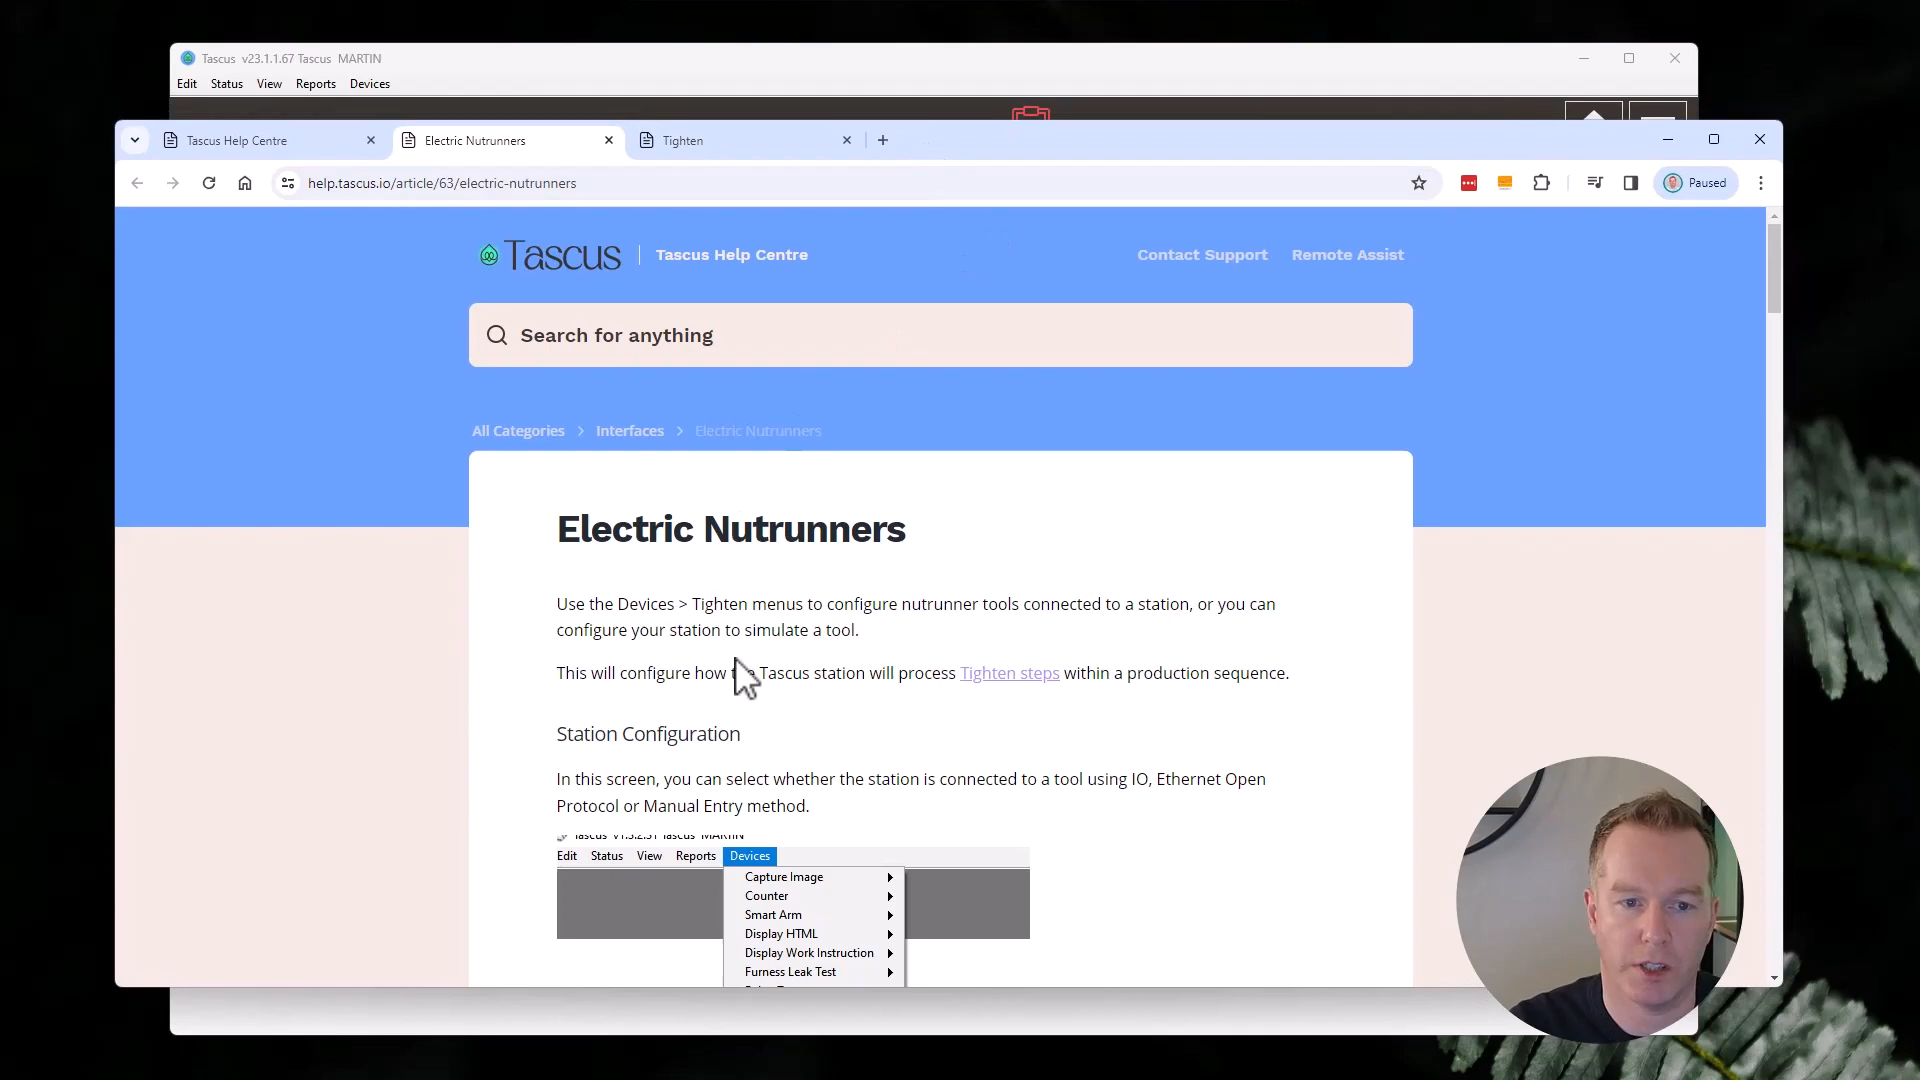 Tascus v23.1.1.67 Tascus MARTIN
Edit Status View Reports Devices
Tascus Help Centre
Electric Nutrunners
Tighten
help.tascus.io/article/63/electric-nutrunners
Paused
Tascus
Tascus Help Centre
Contact Support Remote Assist
Search for anything
All Categories > Interfaces > Electric Nutrunners
Electric Nutrunners
Use the Devices > Tighten menus to configure nutrunner tools connected to a station, or you can
configure your station to simulate a tool.
This will configure how the Tascus station will process Tighten steps within a production sequence.
Station Configuration
In this screen, you can select whether the station is connected to a tool using IO, Ethernet Open
Protocol or Manual Entry method.
Edit Status View Reports Devices
Capture Image
Counter
Smart Arm
Display HTML
Display Work Instruction
Furness Leak Test